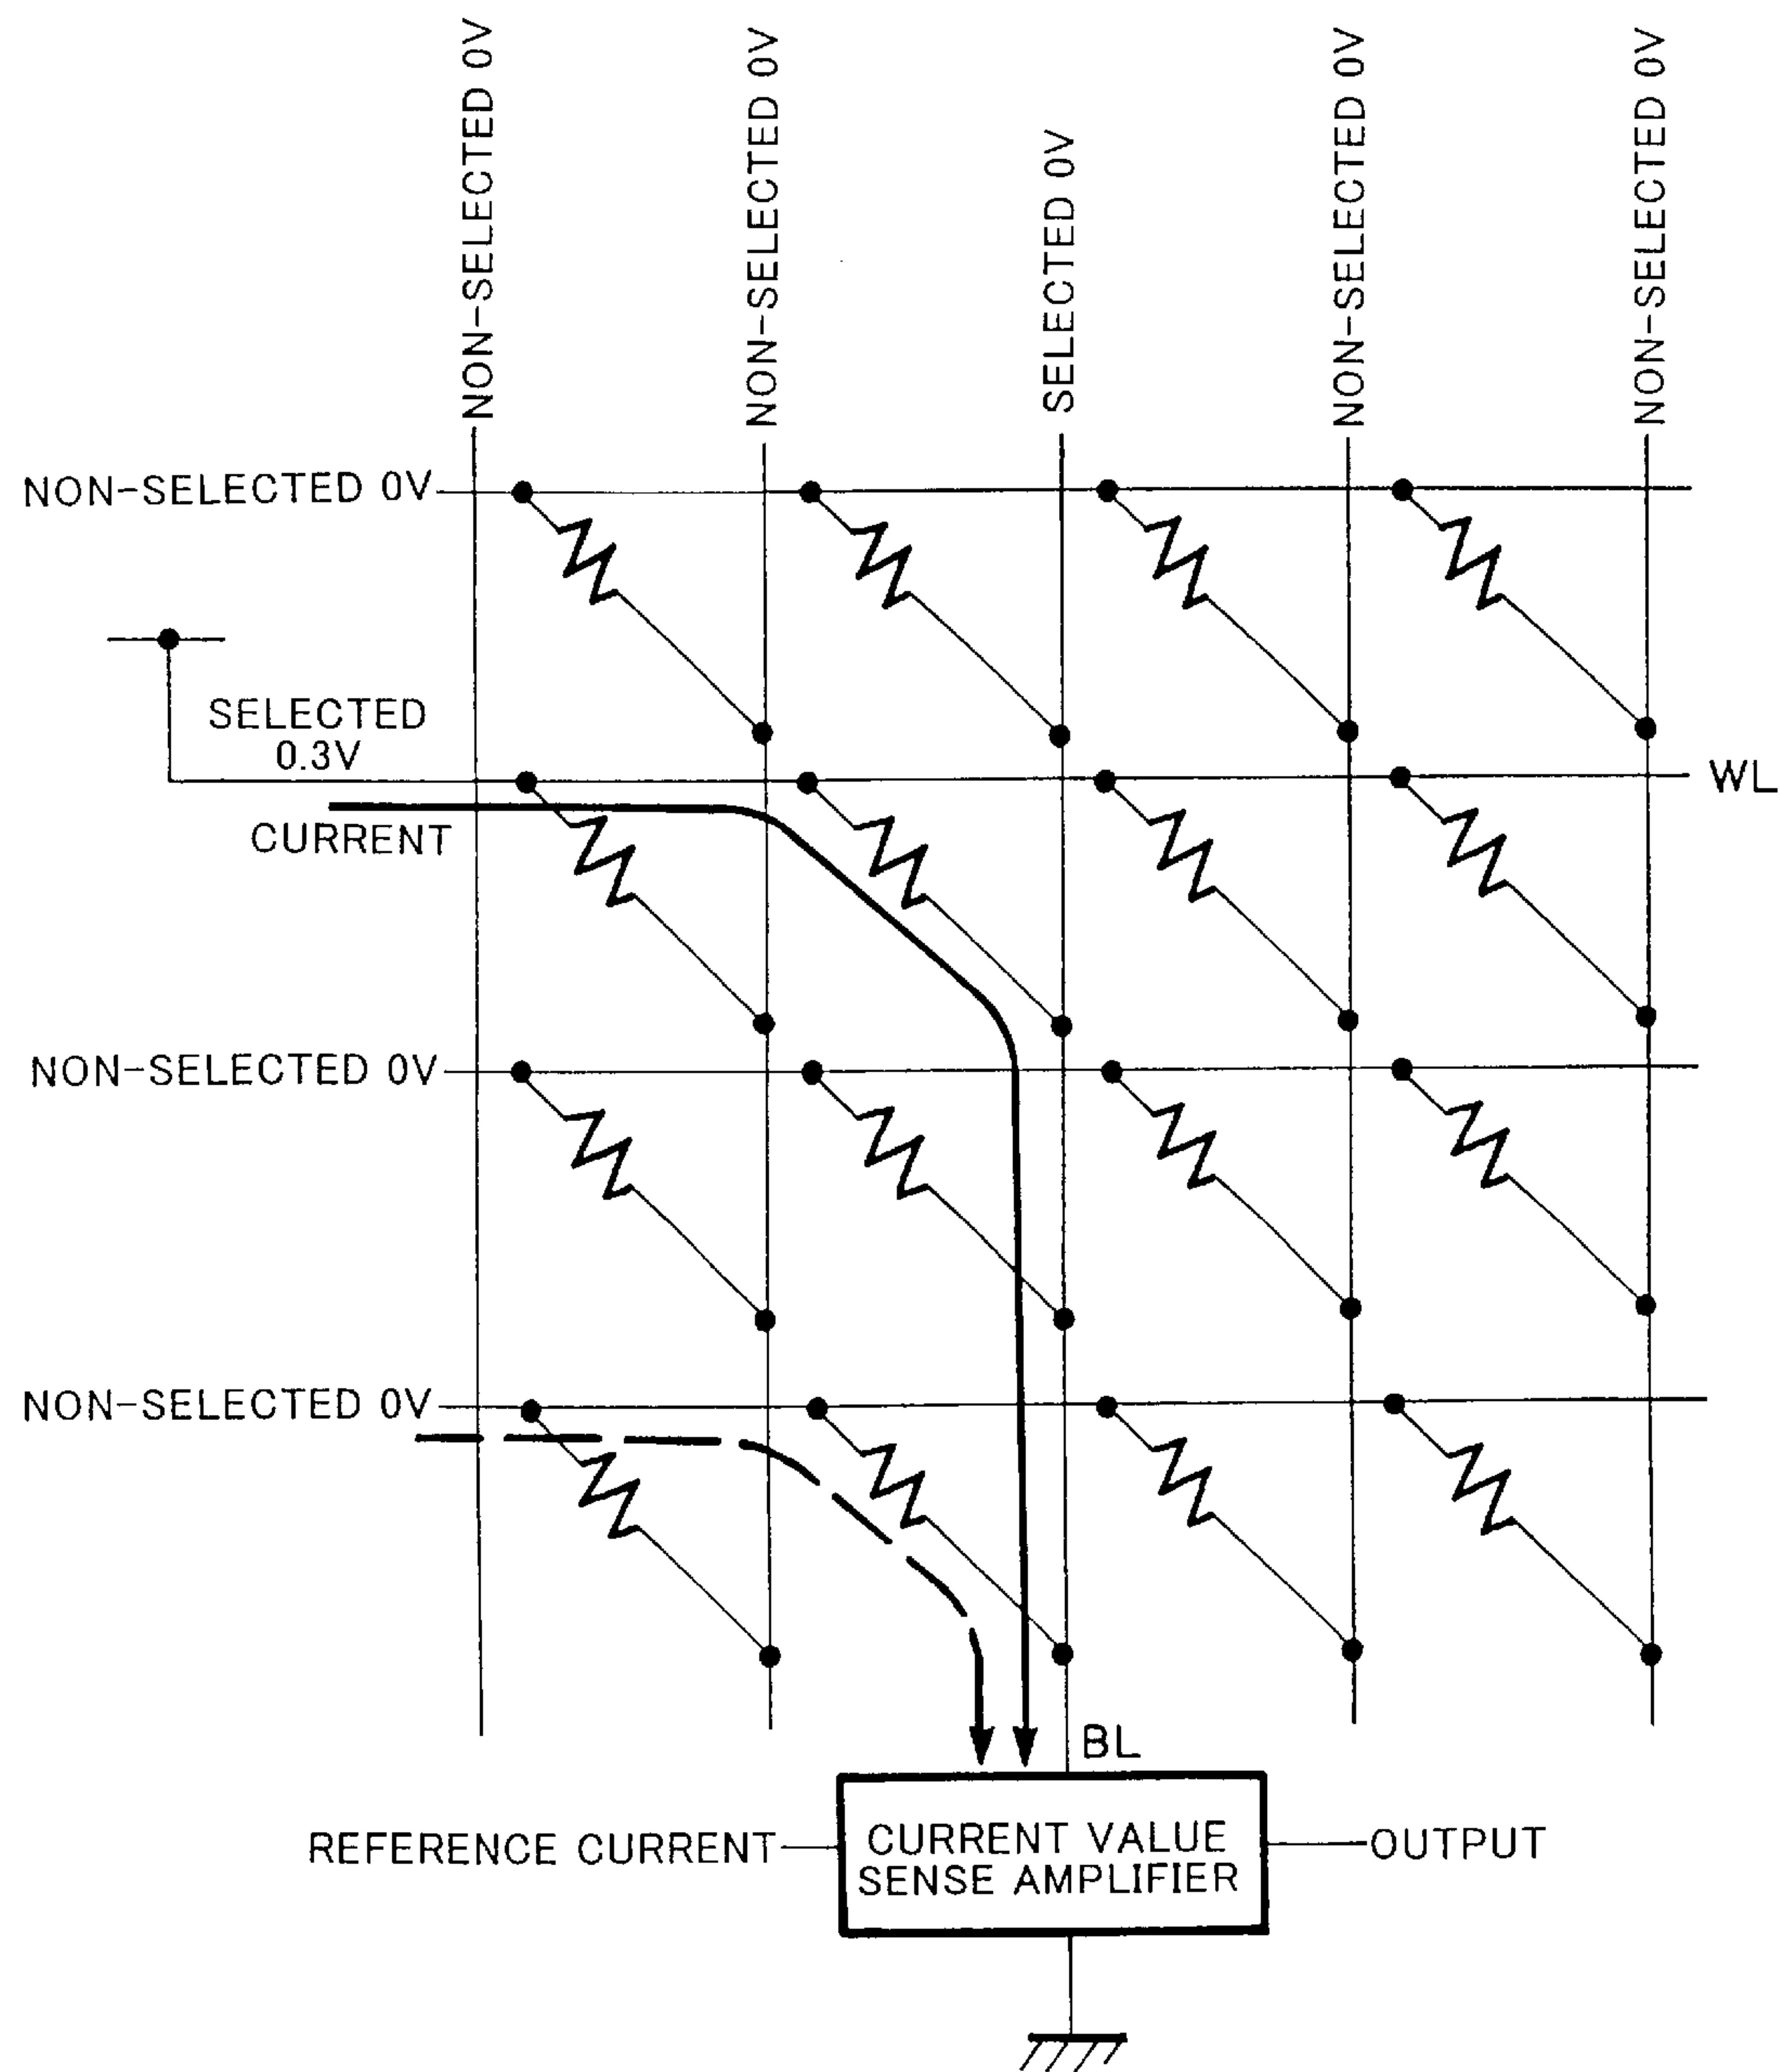 NON-SELECTED 0V
NON-SELECTED 0V
SELECTED 0V
NON-SELECTED 0V
NON-SELECTED 0V
NON-SELECTED 0V
SELECTED
0.3V
WL
CURRENT
NON-SELECTED 0V
NON-SELECTED 0V
BL
REFERENCE CURRENT
CURRENT VALUE
SENSE AMPLIFIER
OUTPUT